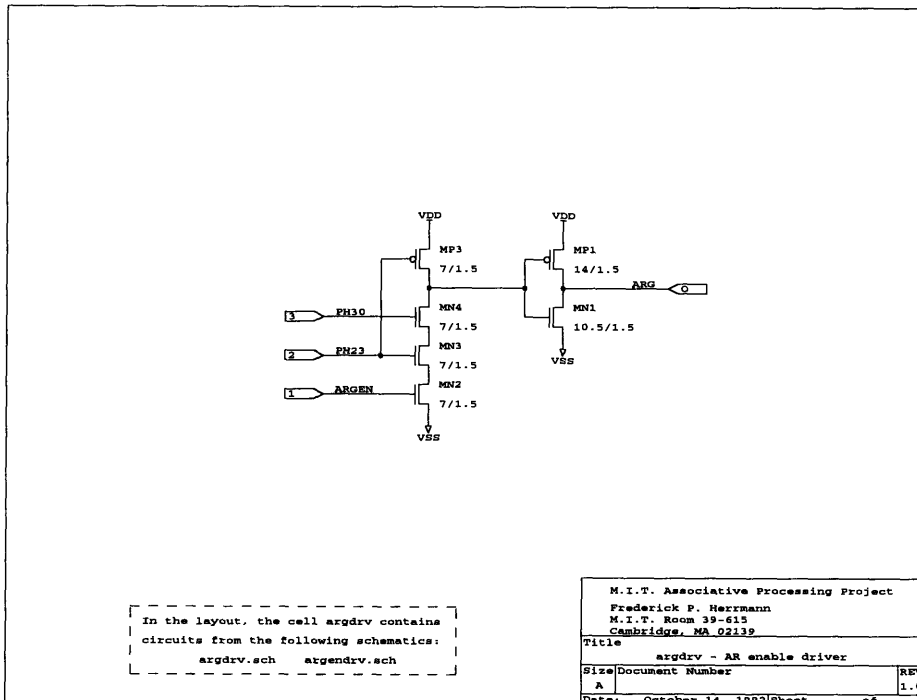 VDD
VDD
MP3
7/1.5
MP1
14/1.5
ARG
O
3
PH30
MN4
7/1.5
MN1
10.5/1.5
VSS
2
PH23
MN3
7/1.5
1
ARGEN
MN2
7/1.5
VSS
In the layout, the cell argdrv contains
circuits from the following schematics:
argdrv.sch argendrv.sch
M.I.T. Associative Processing Project
Frederick P. Herrmann
M.I.T. Room 39-615
Cambridge, MA 02139
Title
argdrv - AR enable driver
Size Document Number
A
Date: October 14, Sheet of